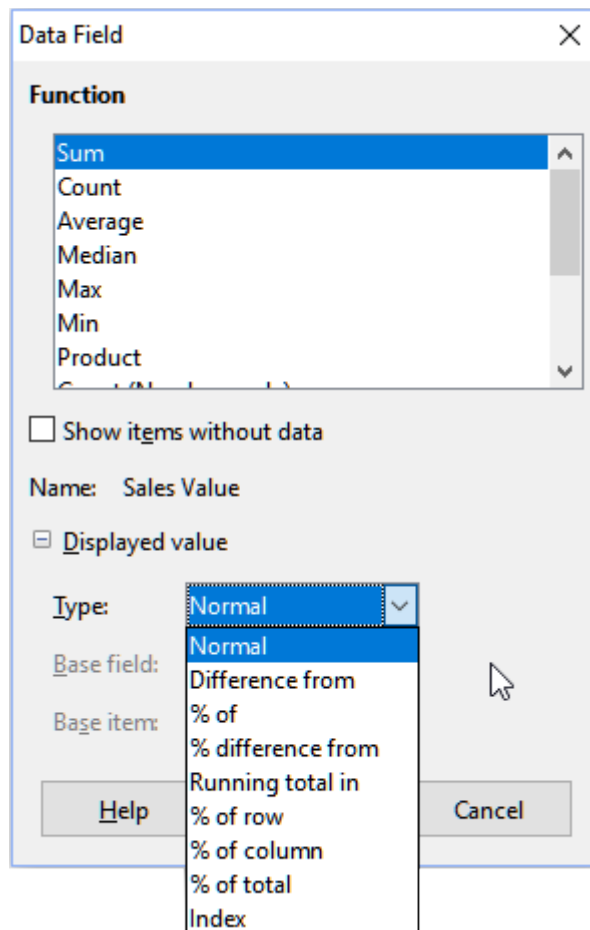 Data Field
Function
Sum
Count
Average
Median
Max
Min
Product
Show items without data
Name: Sales Value
Displayed value
Type: Normal
Normal
Base field:
Difference from
% of
Base item:
% difference from
Running total in
Help
% of row
Cancel
% of column
% of total
Index